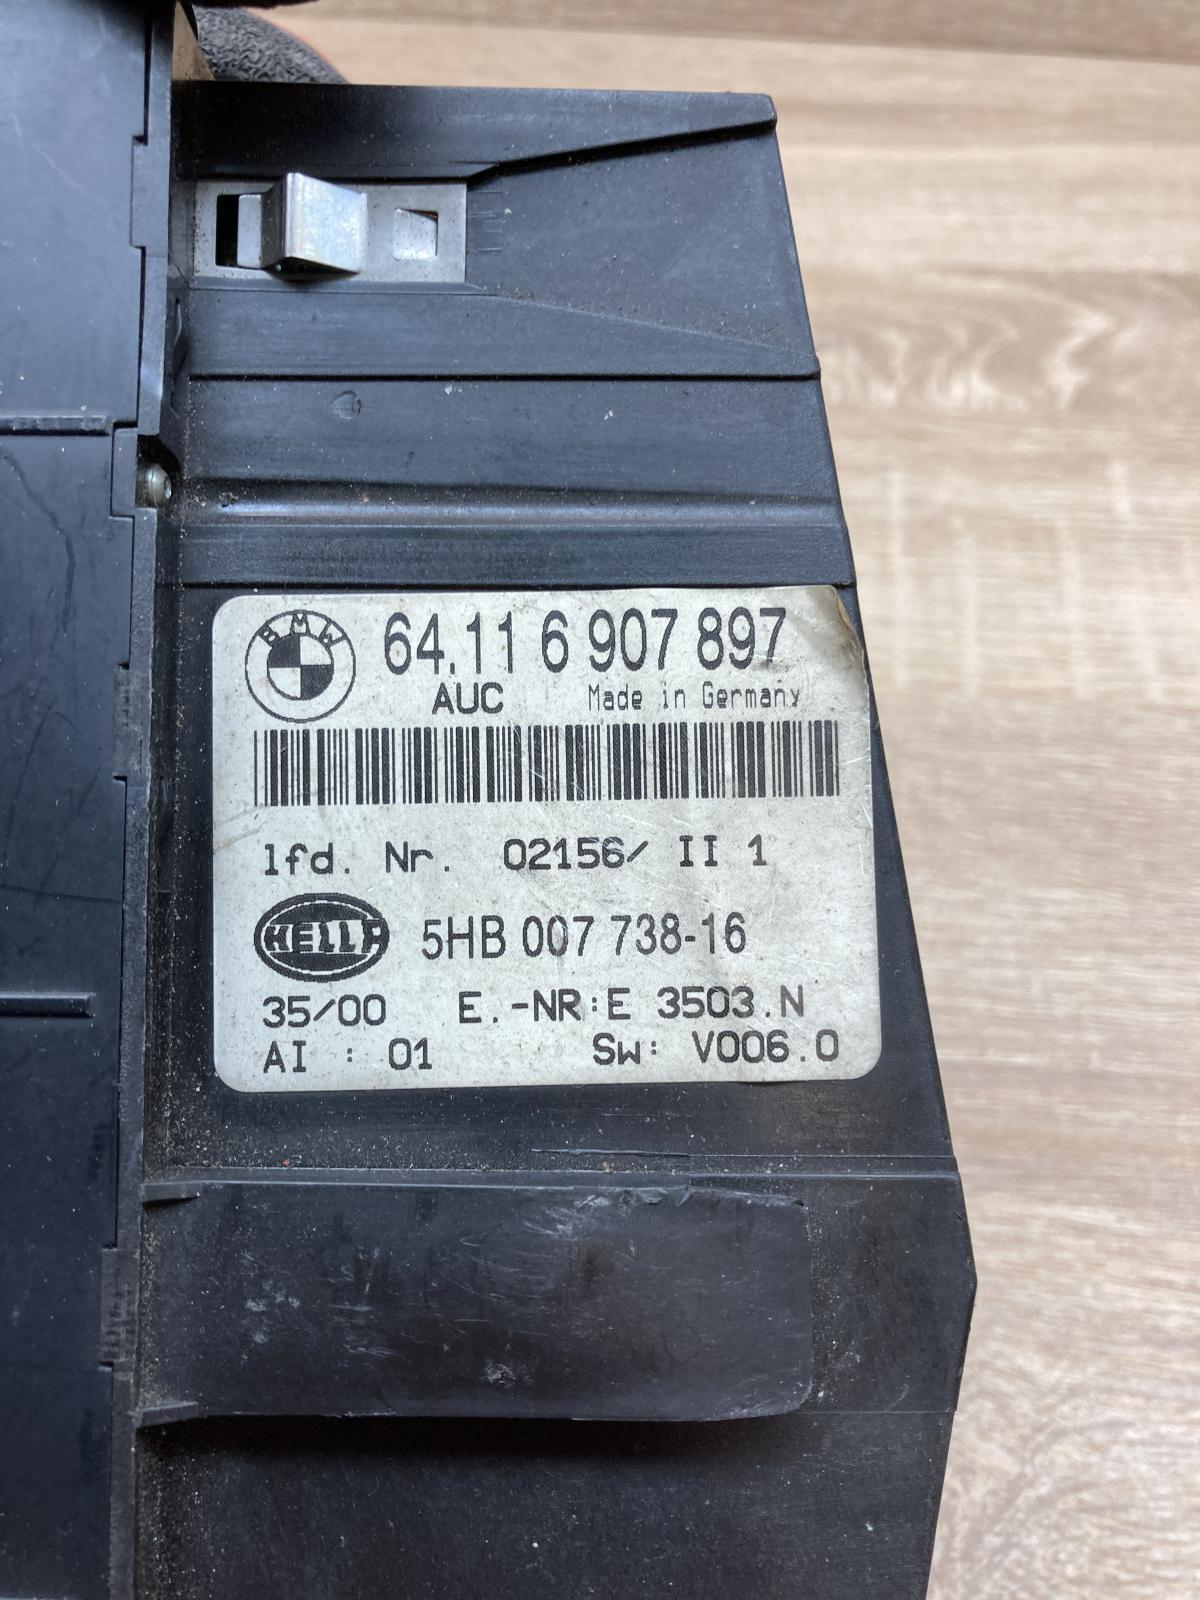 BMW
64.11 6 907 897
AUC Made in Germany
lfd. Nr. 02156/ II 1
HELLA 5HB 007 738-16
35/00 E.-NR:E 3503.N
AI : 01 Sw: V006.0